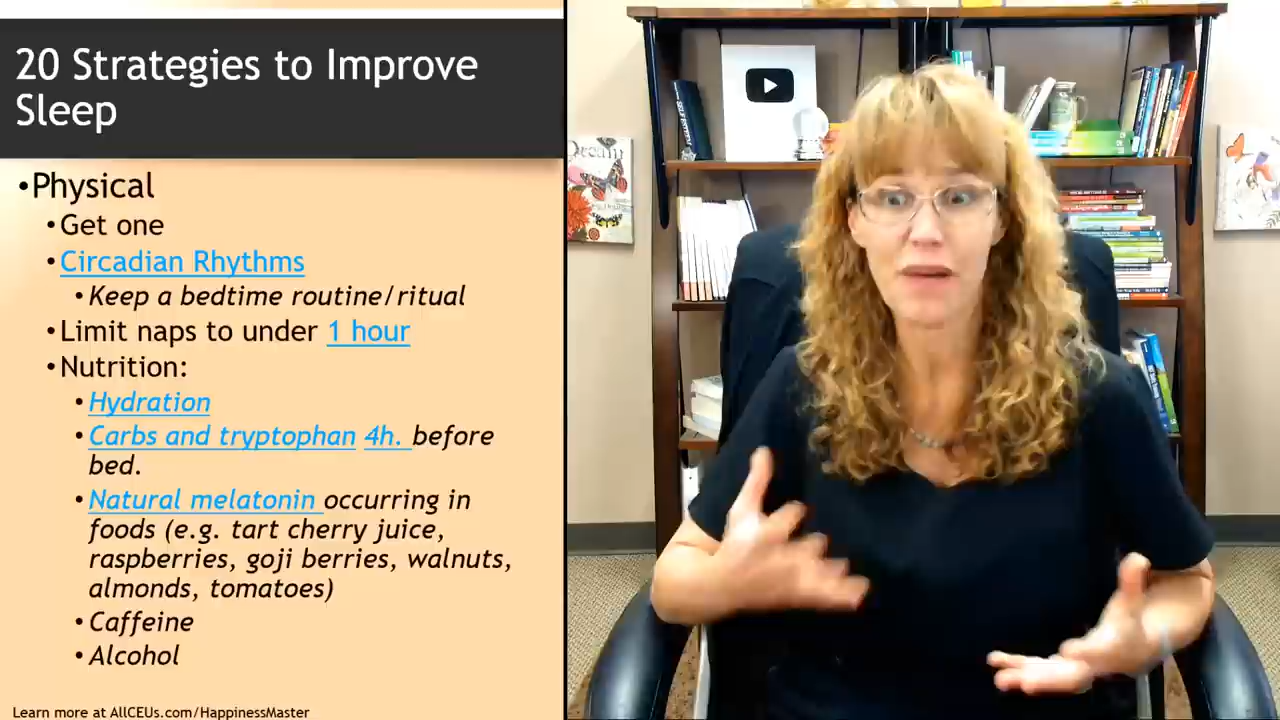 20 Strategies to Improve
Sleep
•Physical
•Get one
•Circadian Rhythms
•Keep a bedtime routine/ritual
•Limit naps to under 1 hour
•Nutrition:
•Hydration
•Carbs and tryptophan 4h. before
bed.
•Natural melatonin occurring in
foods (e.g. tart cherry juice,
raspberries, goji berries, walnuts,
almonds, tomatoes)
•Caffeine
•Alcohol
Learn more at AllCEUs.com/HappinessMaster
Dream